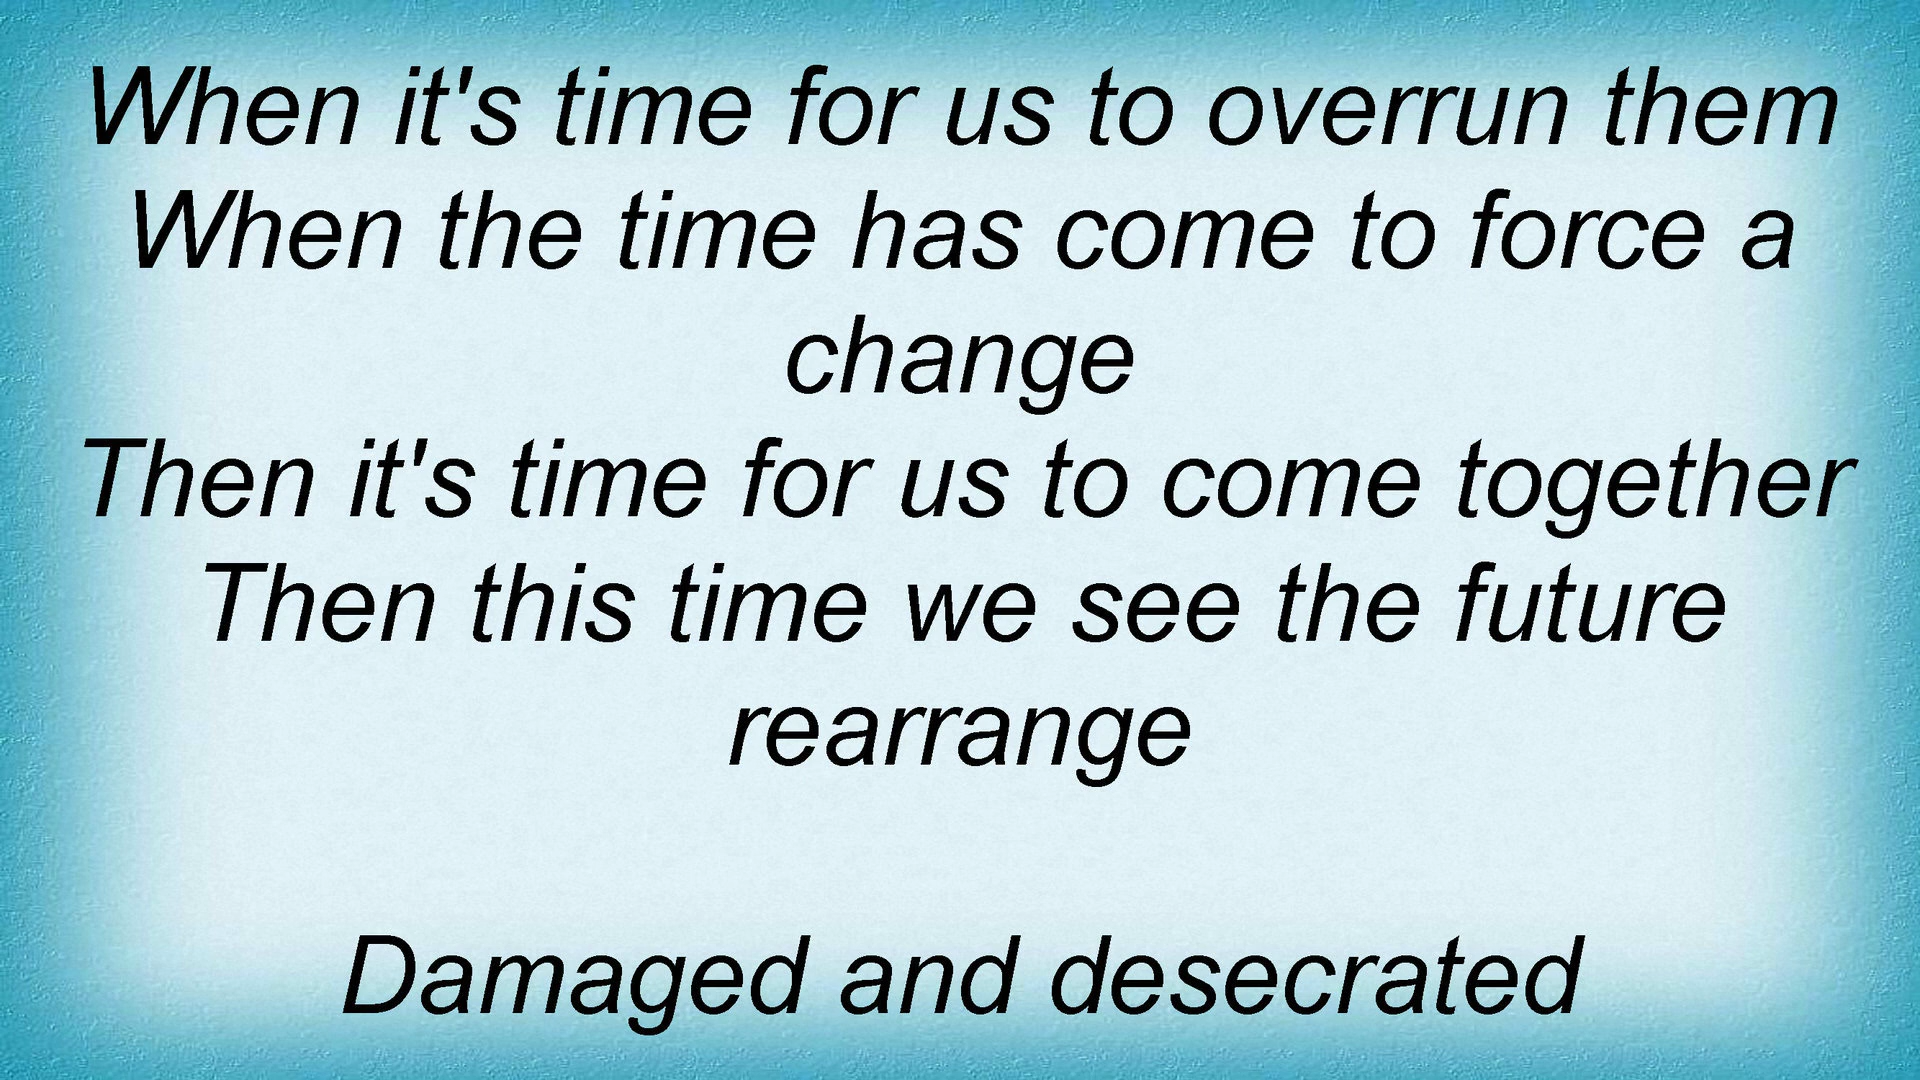 When it's time for us to overrun them
When the time has come to force a
change
Then it's time for us to come together
Then this time we see the future
rearrange
Damaged and desecrated